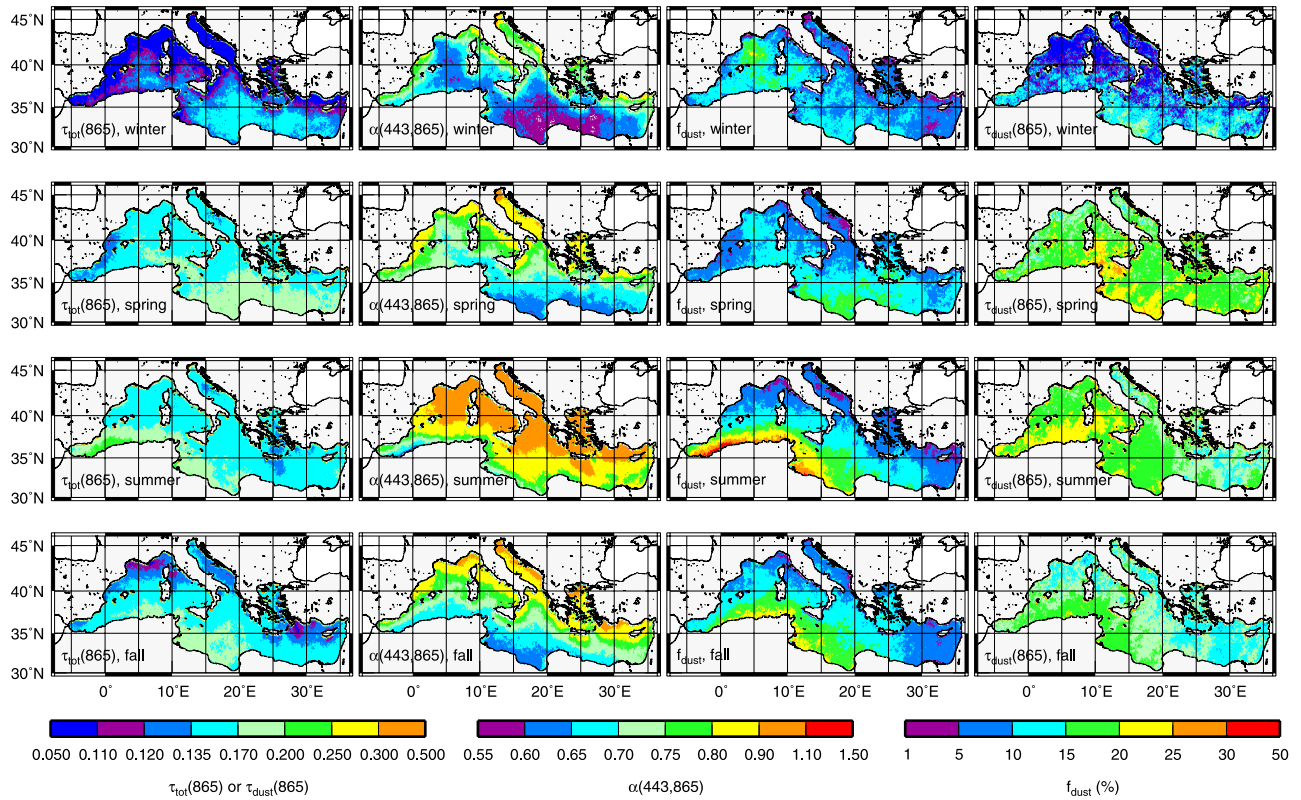 45°N
40°N
35°N
30°N
τtot(865), winter
α(443,865), winter
fdust, winter
τdust(865), winter
45°N
40°N
35°N
30°N
τtot(865), spring
α(443,865), spring
fdust, spring
τdust(865), spring
45°N
40°N
35°N
30°N
τtot(865), summer
α(443,865), summer
fdust, summer
τdust(865), summer
45°N
40°N
35°N
30°N
τtot(865), fall
α(443,865), fall
fdust, fall
τdust(865), fall
0° 10°E 20°E 30°E 0° 10°E 20°E 30°E 0° 10°E 20°E 30°E 0° 10°E 20°E 30°E
0.050 0.110 0.120 0.135 0.170 0.200 0.250 0.300 0.500
0.55 0.60 0.65 0.70 0.75 0.80 0.90 1.10 1.50
1 5 10 15 20 25 30 50
τtot(865) or τdust(865)
α(443,865)
fdust (%)